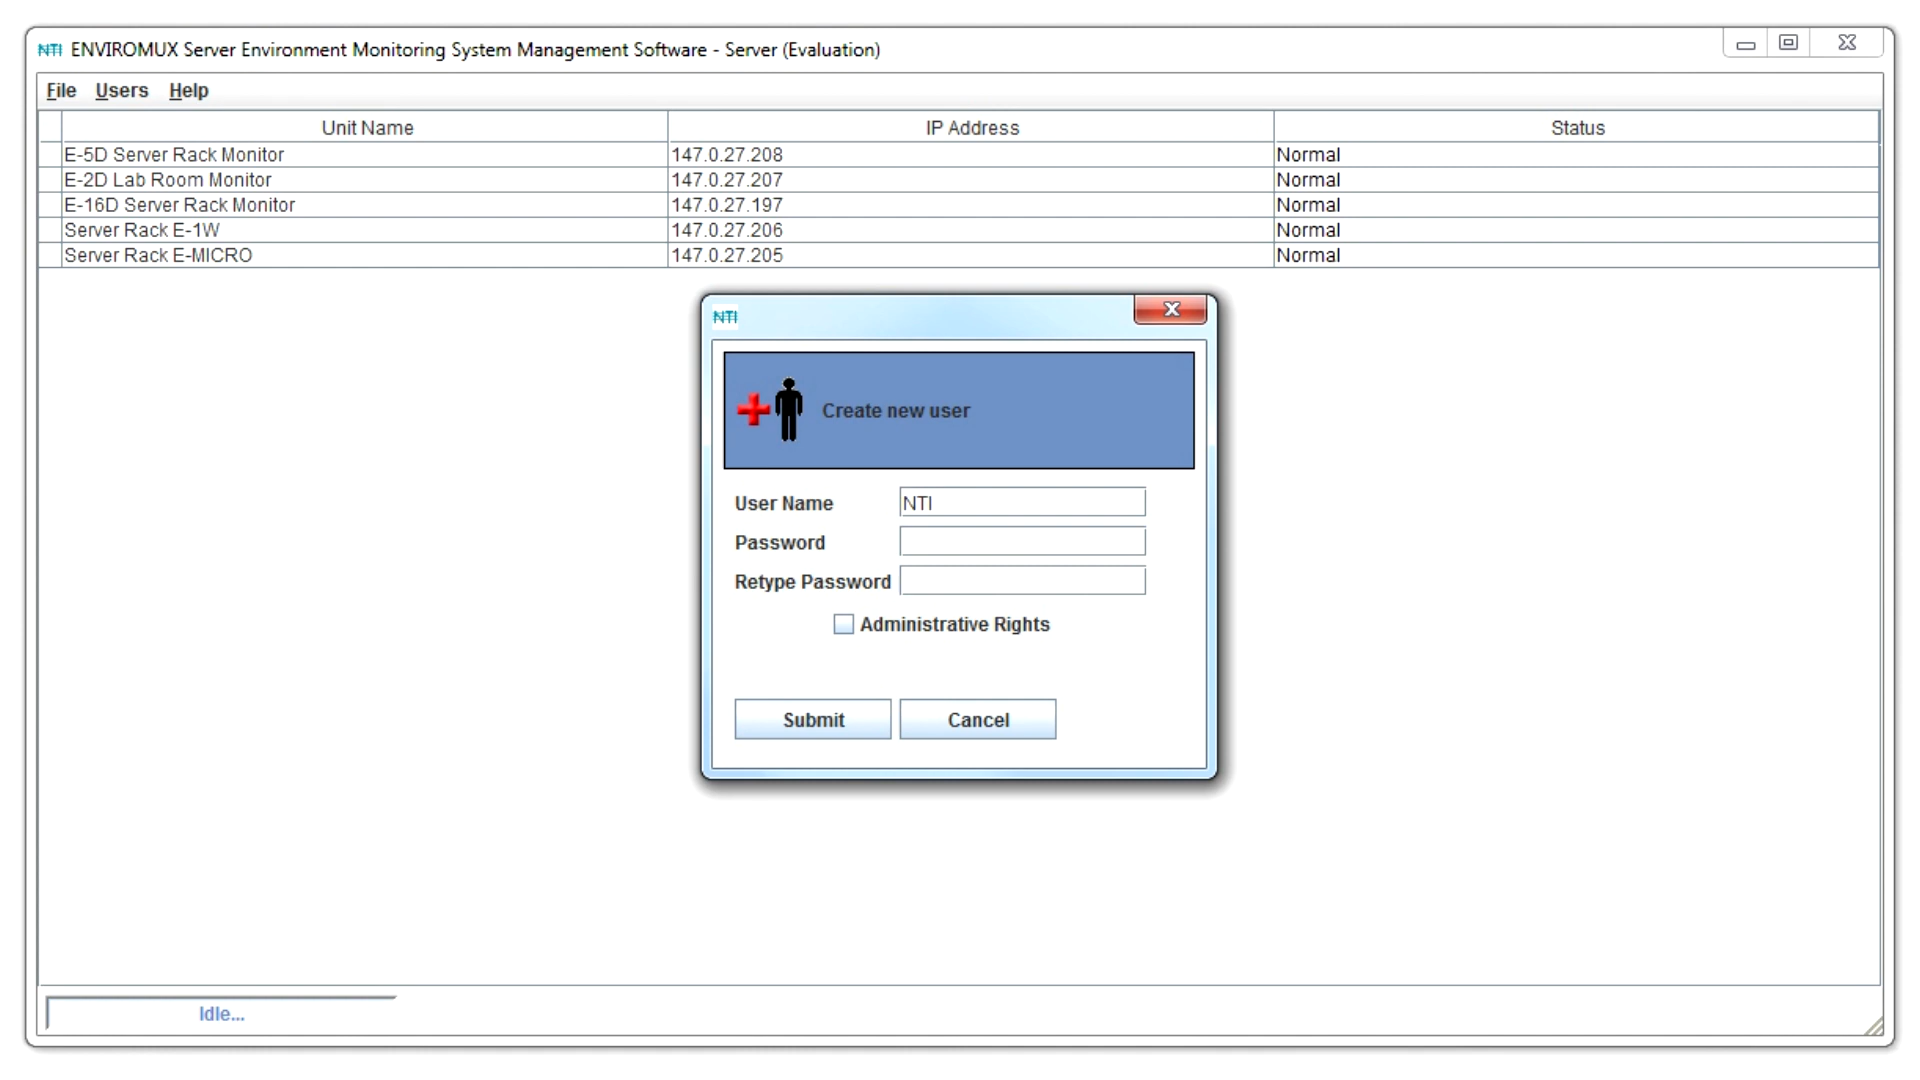 NTI ENVIROMUX Server Environment Monitoring System Management Software - Server (Evaluation)
File Users Help
Unit Name IP Address Status
E-5D Server Rack Monitor 147.0.27.208 Normal
E-2D Lab Room Monitor 147.0.27.207 Normal
E-16D Server Rack Monitor 147.0.27.197 Normal
Server Rack E-1W 147.0.27.206 Normal
Server Rack E-MICRO 147.0.27.205 Normal
NTI
Create new user
User Name NTI
Password
Retype Password
Administrative Rights
Submit Cancel
Idle...